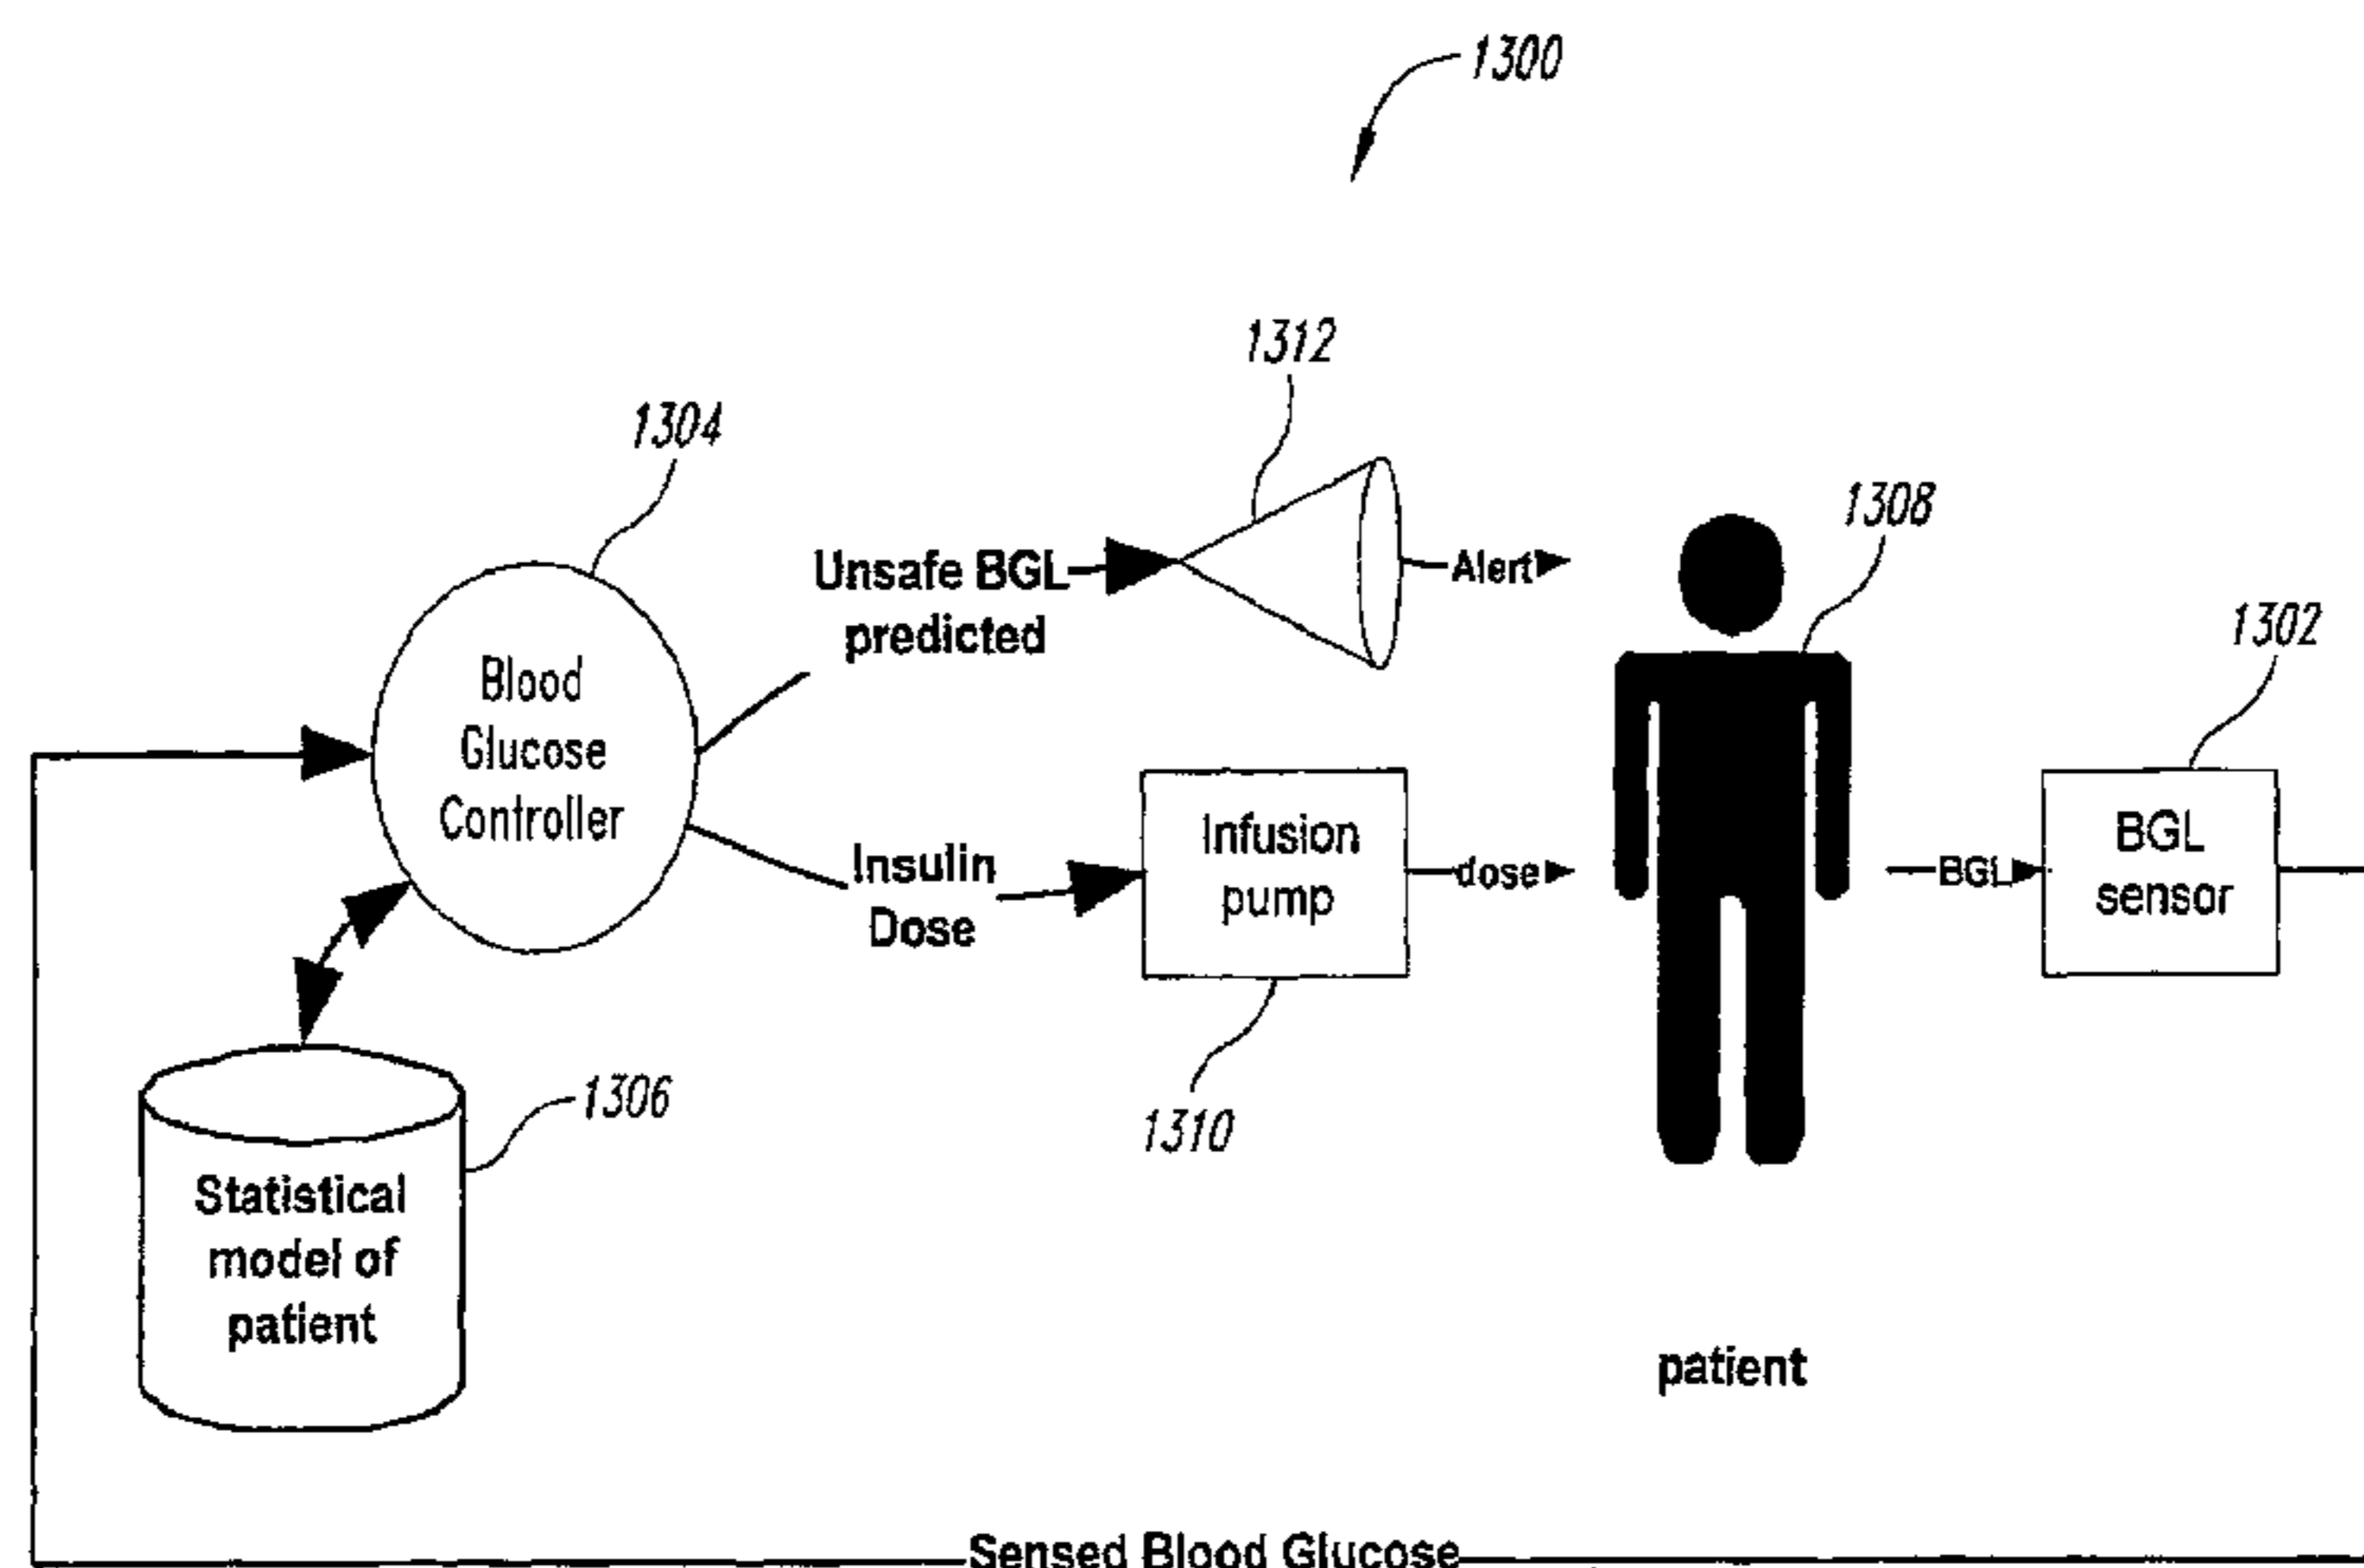 1300
1312
1304
1308
Unsafe BGL
predicted
Alert
1302
Blood
Glucose
Controller
Insulin
Dose
Infusion
pump
dose
BGL
BGL
sensor
1306
1310
Statistical
model of
patient
patient
Sensed Blood Glucose